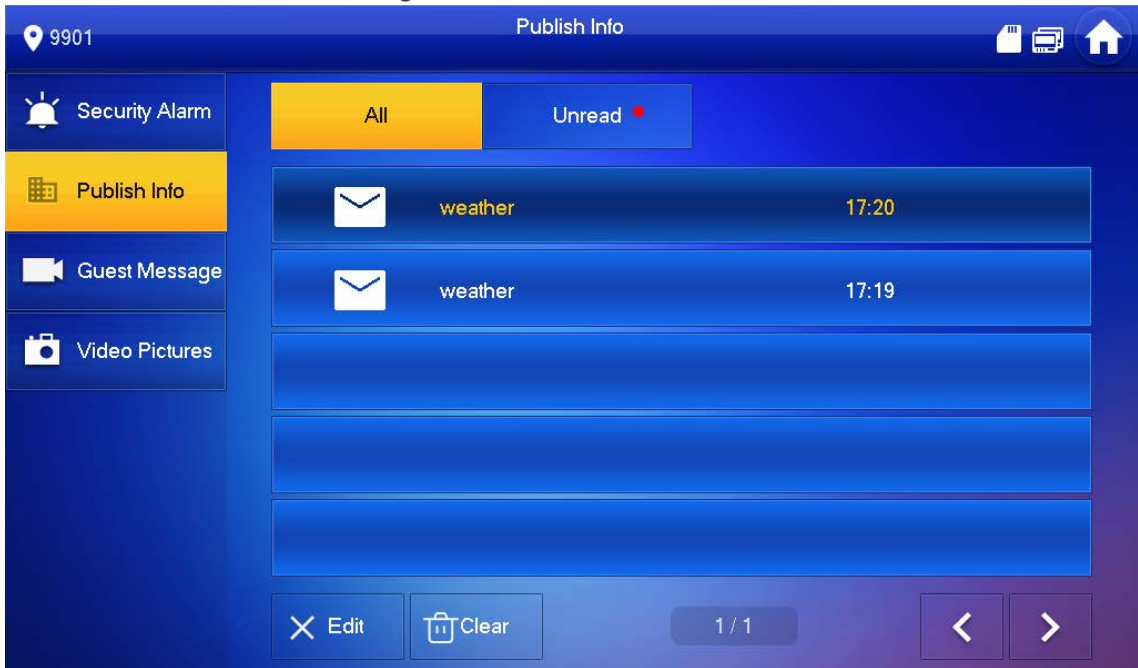 9901
Publish Info
Security Alarm
Publish Info
Guest Message
Video Pictures
All
Unread
weather 17:20
weather 17:19
Edit
Clear
1 / 1